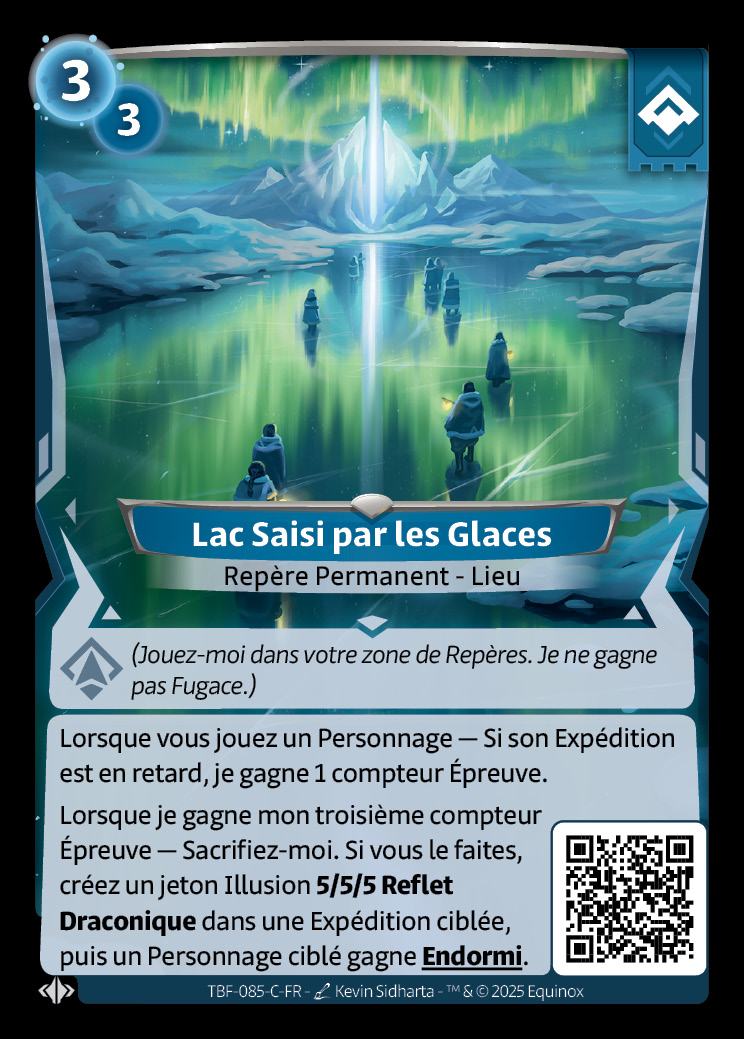 3
3
Lac Saisi par les Glaces
Repère Permanent - Lieu
(Jouez-moi dans votre zone de Repères. Je ne gagne
pas Fugace.)
Lorsque vous jouez un Personnage — Si son Expédition
est en retard, je gagne 1 compteur Épreuve.
Lorsque je gagne mon troisième compteur
Épreuve — Sacrifiez-moi. Si vous le faites,
créez un jeton Illusion 5/5/5 Reflet
Draconique dans une Expédition ciblée,
puis un Personnage ciblé gagne Endormi.
TBF-085-C-FR - Kevin Sidharta - ™ & © 2025 Equinox